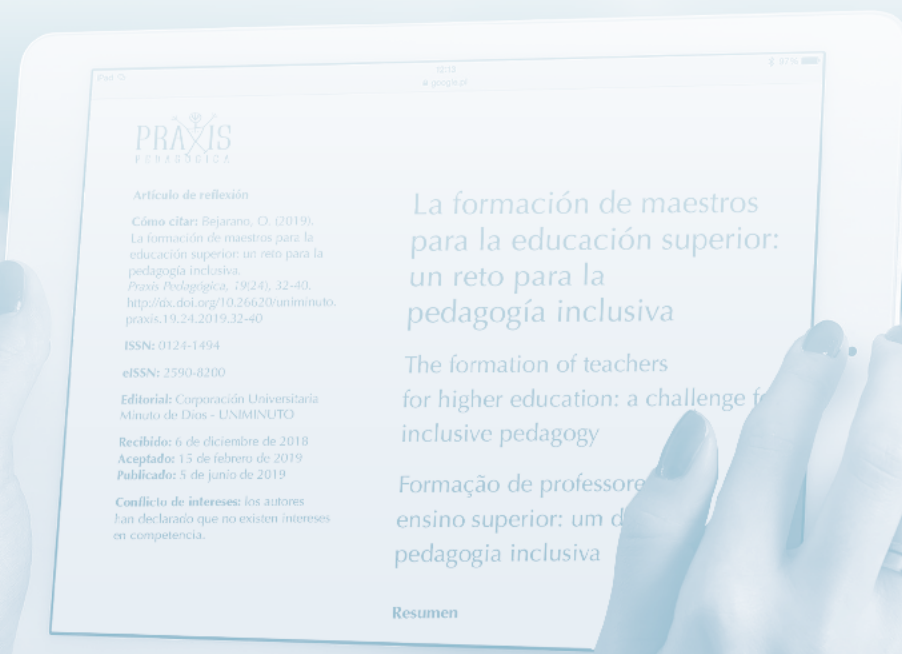 iPad
12:12
google.pl
97%
PRAXIS
PEDAGÓGICA
Artículo de reflexión
Cómo citar: Bejarano, O. (2019).
La formación de maestros para la
educación superior: un reto para la
pedagogía inclusiva.
Praxis Pedagógica, 19(24), 32-40.
http://dx.doi.org/10.26620/uniminuto.
praxis.19.24.2019.32-40
ISSN: 0124-1494
eISSN: 2590-8200
Editorial: Corporación Universitaria
Minuto de Dios - UNIMINUTO
Recibido: 6 de diciembre de 2018
Aceptado: 15 de febrero de 2019
Publicado: 5 de junio de 2019
Conflicto de intereses: los autores
han declarado que no existen intereses
en competencia.
La formación de maestros
para la educación superior:
un reto para la
pedagogía inclusiva
The formation of teachers
for higher education: a challenge f
inclusive pedagogy
Formação de professore
ensino superior: um d
pedagogia inclusiva
Resumen